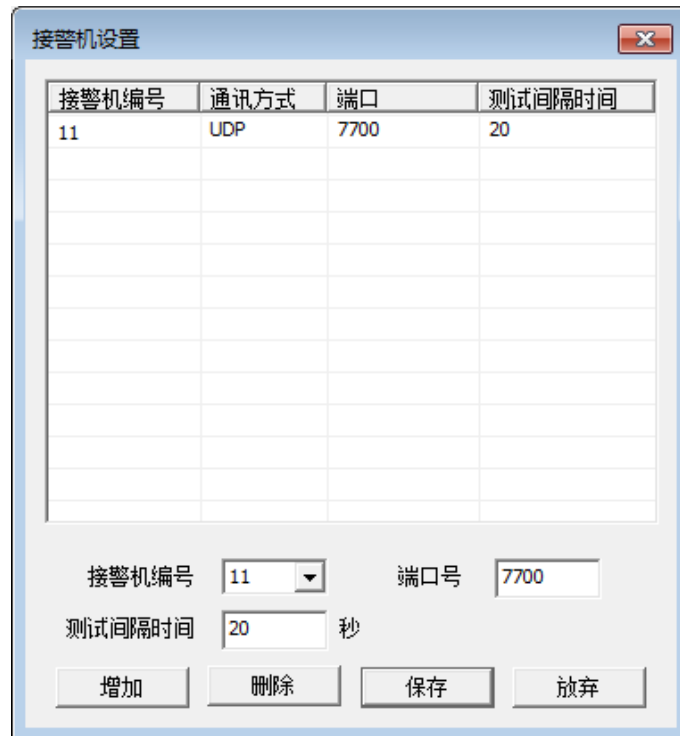 接警机设置
接警机编号 通讯方式 端口 测试间隔时间
11 UDP 7700 20
接警机编号 11 端口号 7700
测试间隔时间 20 秒
增加 删除 保存 放弃